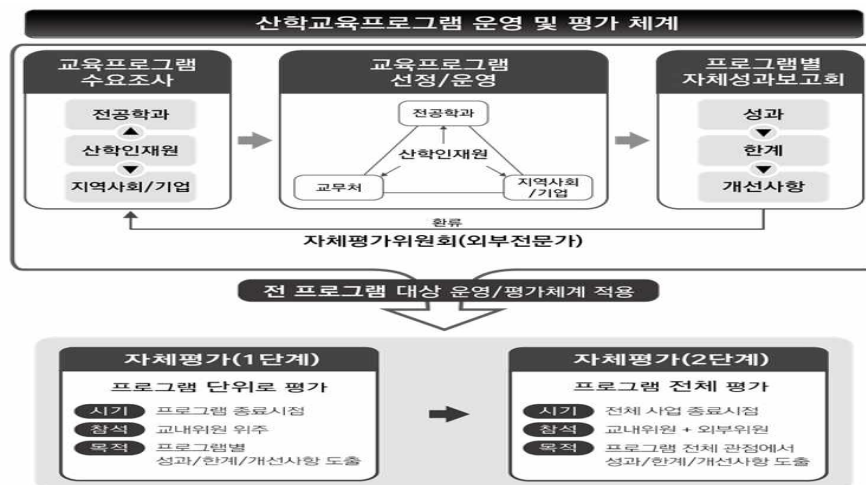 산학교육프로그램 운영 및 평가 체계
교육프로그램
수요조사
전공학과
산학인재원
지역사회/기업
교육프로그램
선정/운영
전공학과
산학인재원
교무처
지역사회
/기업
프로그램별
자체성과보고회
성과
한계
개선사항
환류
자체평가위원회(외부전문가)
전 프로그램 대상 운영/평가체계 적용
자체평가(1단계)
프로그램 단위로 평가
시기 프로그램 종료시점
참석 교내위원 위주
목적 프로그램별
성과/한계/개선사항 도출
자체평가(2단계)
프로그램 전체 평가
시기 전체 사업 종료시점
참석 교내위원 + 외부위원
목적 프로그램 전체 관점에서
성과/한계/개선사항 도출